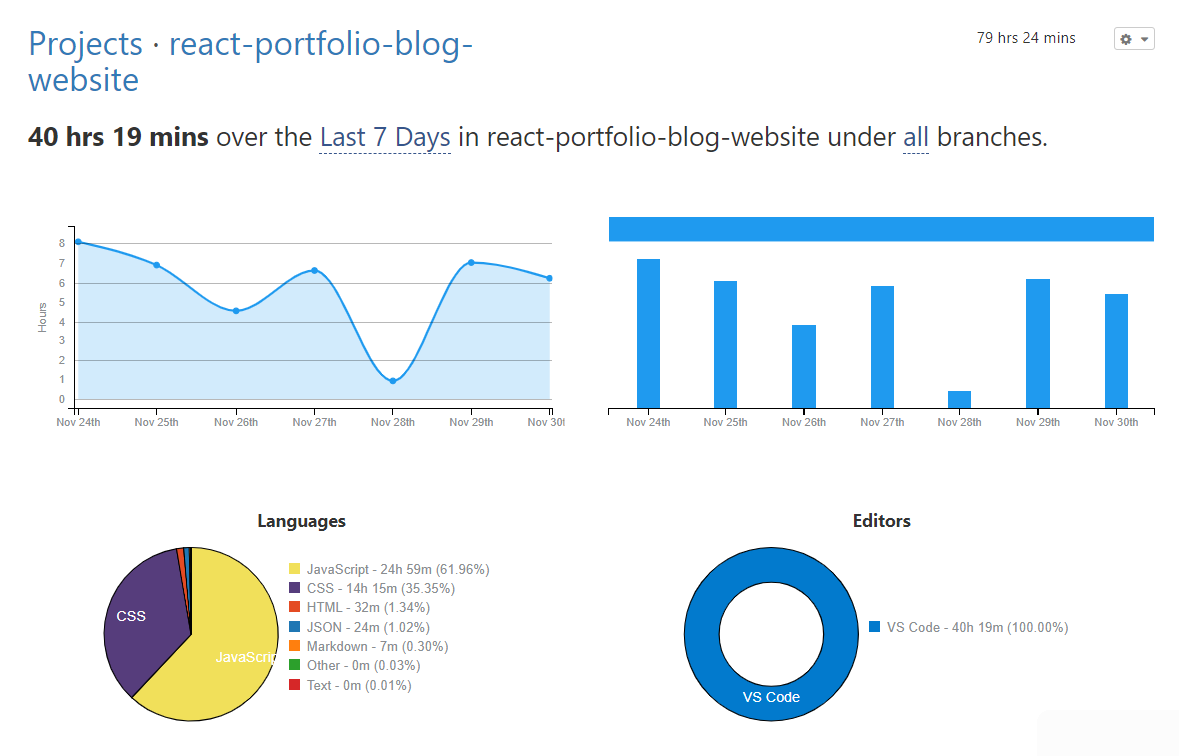 Projects · react-portfolio-blog-
website
79 hrs 24 mins
40 hrs 19 mins over the Last 7 Days in react-portfolio-blog-website under all branches.
Hours
8
7
6
5
4
3
2
1
0
Nov 24th
Nov 25th
Nov 26th
Nov 27th
Nov 28th
Nov 29th
Nov 30t
Nov 24th
Nov 25th
Nov 26th
Nov 27th
Nov 28th
Nov 29th
Nov 30th
Languages
CSS
JavaScrip
JavaScript - 24h 59m (61.96%)
CSS - 14h 15m (35.35%)
HTML - 32m (1.34%)
JSON - 24m (1.02%)
Markdown - 7m (0.30%)
Other - 0m (0.03%)
Text - 0m (0.01%)
Editors
VS Code
VS Code - 40h 19m (100.00%)